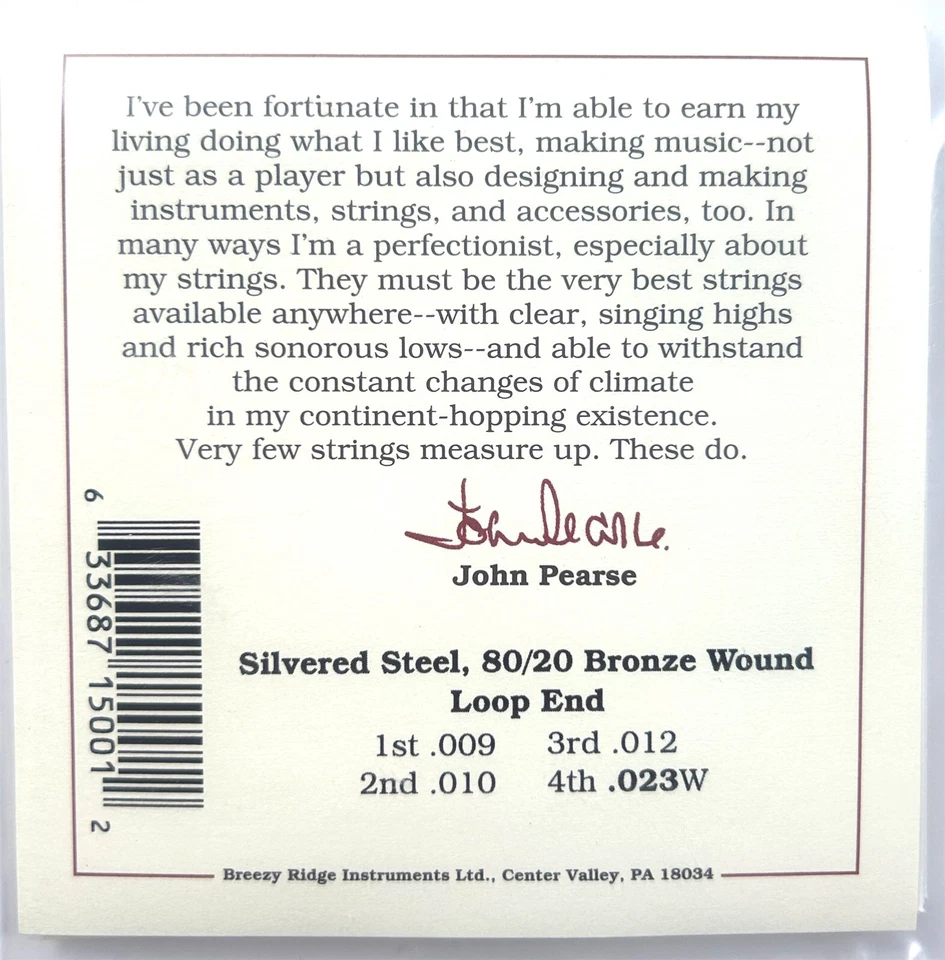 I've been fortunate in that I'm able to earn my
living doing what I like best, making music--not
just as a player but also designing and making
instruments, strings, and accessories, too. In
many ways I'm a perfectionist, especially about
my strings. They must be the very best strings
available anywhere--with clear, singing highs
and rich sonorous lows--and able to withstand
the constant changes of climate
in my continent-hopping existence.
Very few strings measure up. These do.
John Pearse.
John Pearse
Silvered Steel, 80/20 Bronze Wound
Loop End
1st .009 3rd .012
2nd .010 4th .023W
6 33687 15001 2
Breezy Ridge Instruments Ltd., Center Valley, PA 18034